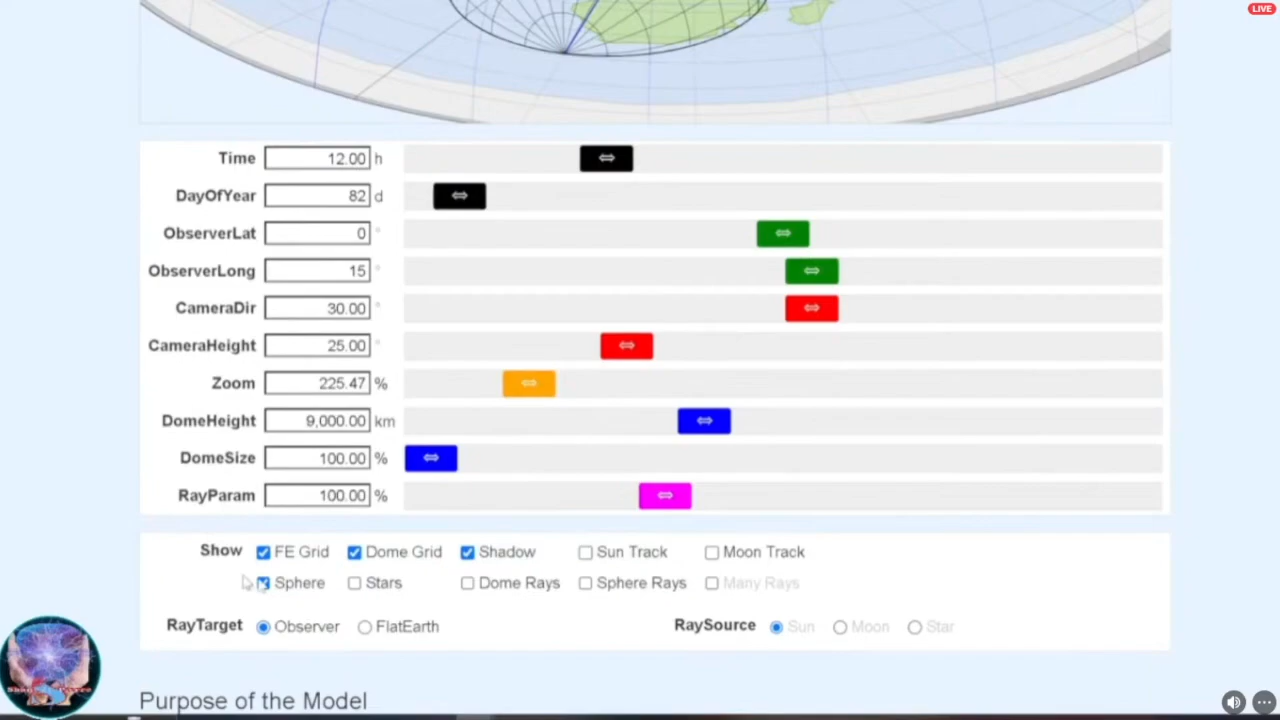 LIVE
Time 12.00 h
DayOfYear 82 d
ObserverLat 0 °
ObserverLong 15 °
CameraDir 30.00 °
CameraHeight 25.00 °
Zoom 225.47 %
DomeHeight 9,000.00 km
DomeSize 100.00 %
RayParam 100.00 %
Show FE Grid Dome Grid Shadow Sun Track Moon Track
Sphere Stars Dome Rays Sphere Rays Many Rays
RayTarget Observer FlatEarth RaySource Sun Moon Star
Purpose of the Model